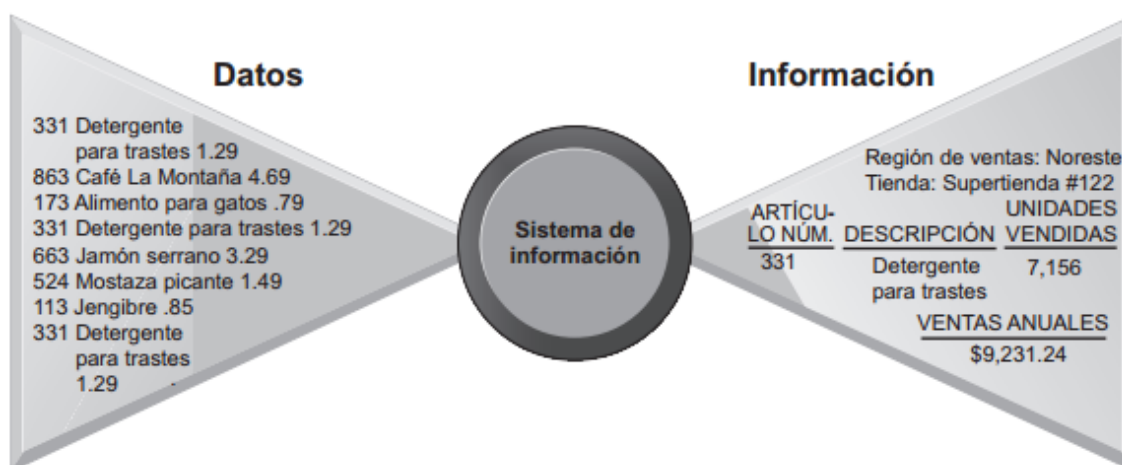 Datos
331 Detergente
para trastes 1.29
863 Café La Montaña 4.69
173 Alimento para gatos .79
331 Detergente para trastes 1.29
663 Jamón serrano 3.29
524 Mostaza picante 1.49
113 Jengibre .85
331 Detergente
para trastes
1.29
Sistema de
información
Información
Región de ventas: Noreste
Tienda: Supertienda #122
ARTÍCU-
LO NÚM.
DESCRIPCIÓN
UNIDADES
VENDIDAS
331
Detergente
para trastes
7,156
VENTAS ANUALES
$9,231.24